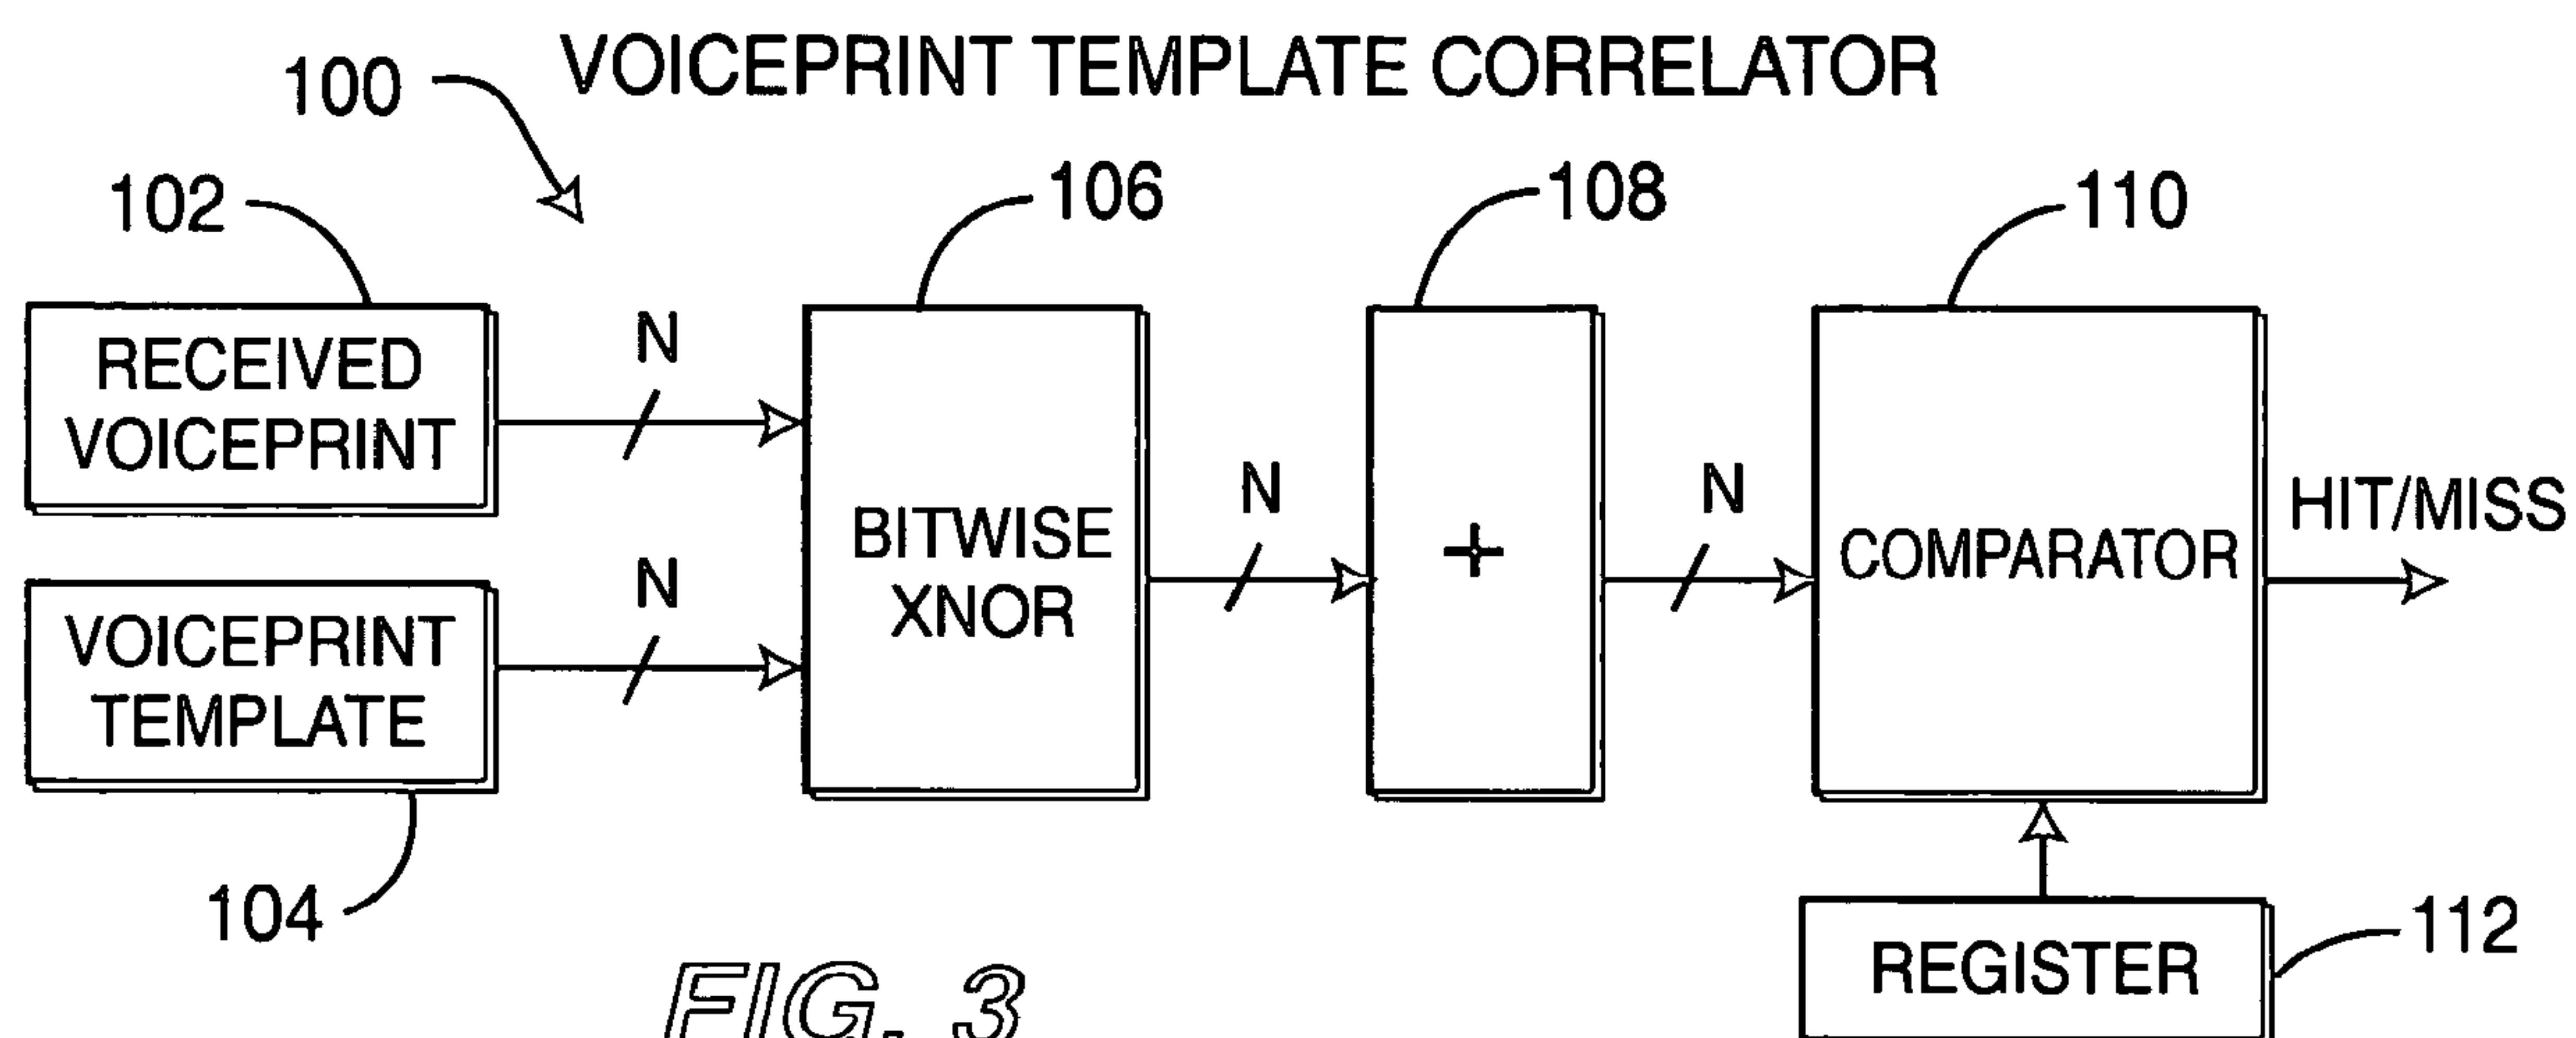 VOICEPRINT TEMPLATE CORRELATOR
100
102
106
108
110
RECEIVED
VOICEPRINT
N
VOICEPRINT
TEMPLATE
N
104
BITWISE
XNOR
N
+
N
COMPARATOR
HIT/MISS
REGISTER
112
FIG. 3